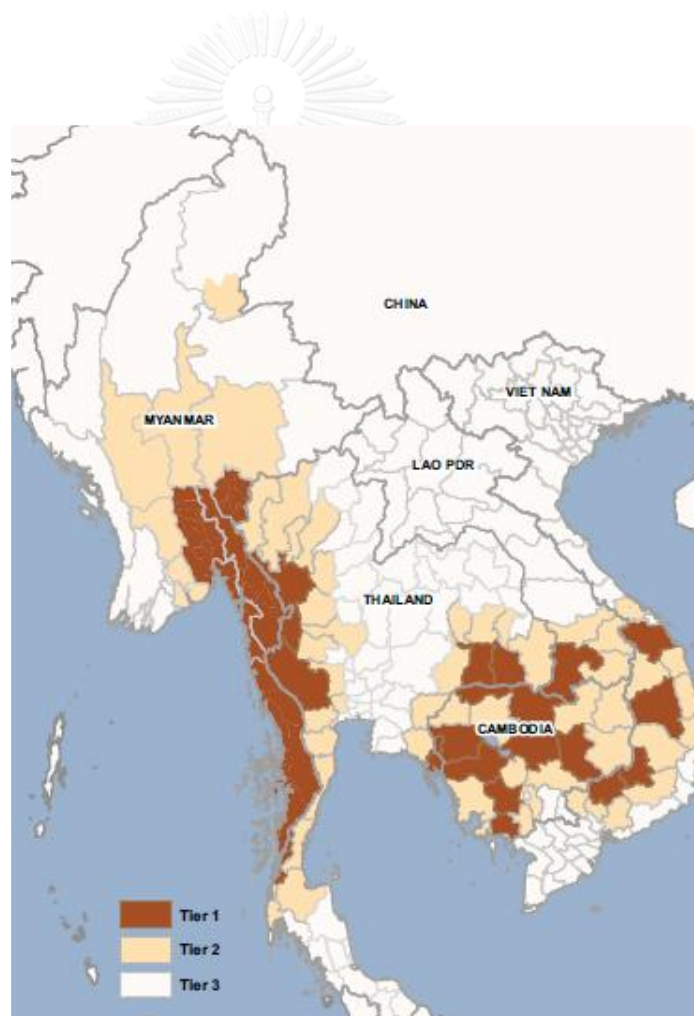 CHINA
VIET NAM
MYANMAR
LAO PDR
THAILAND
CAMBODIA
Tier 1
Tier 2
Tier 3